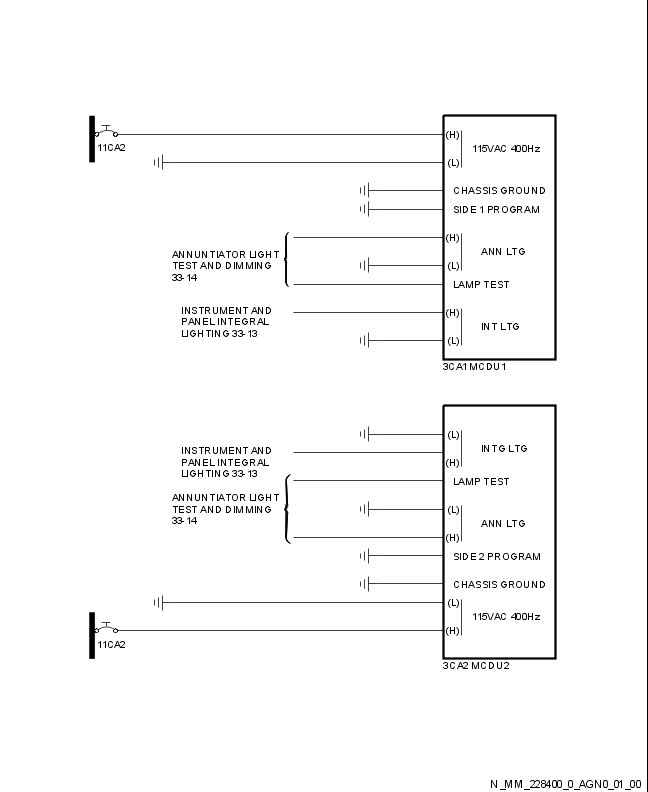 (H)
115VAC 400Hz
11CA2
(L)
CHASSIS GROUND
SIDE 1 PROGRAM
(H)
ANNUNTIATOR LIGHT
TEST AND DIMMING
33-14
ANN LTG
(L)
LAMP TEST
INSTRUMENT AND
PANEL INTEGRAL
LIGHTING 33-13
(H)
INT LTG
(L)
3CA1 MCDU1
(L)
INTG LTG
INSTRUMENT AND
PANEL INTEGRAL
LIGHTING 33-13
(H)
LAMP TEST
ANNUNTIATOR LIGHT
TEST AND DIMMING
33-14
(L)
ANN LTG
(H)
SIDE 2 PROGRAM
CHASSIS GROUND
(L)
115VAC 400Hz
(H)
11CA2
3CA2 MCDU2
N_MM_228400_0_AGN0_01_00